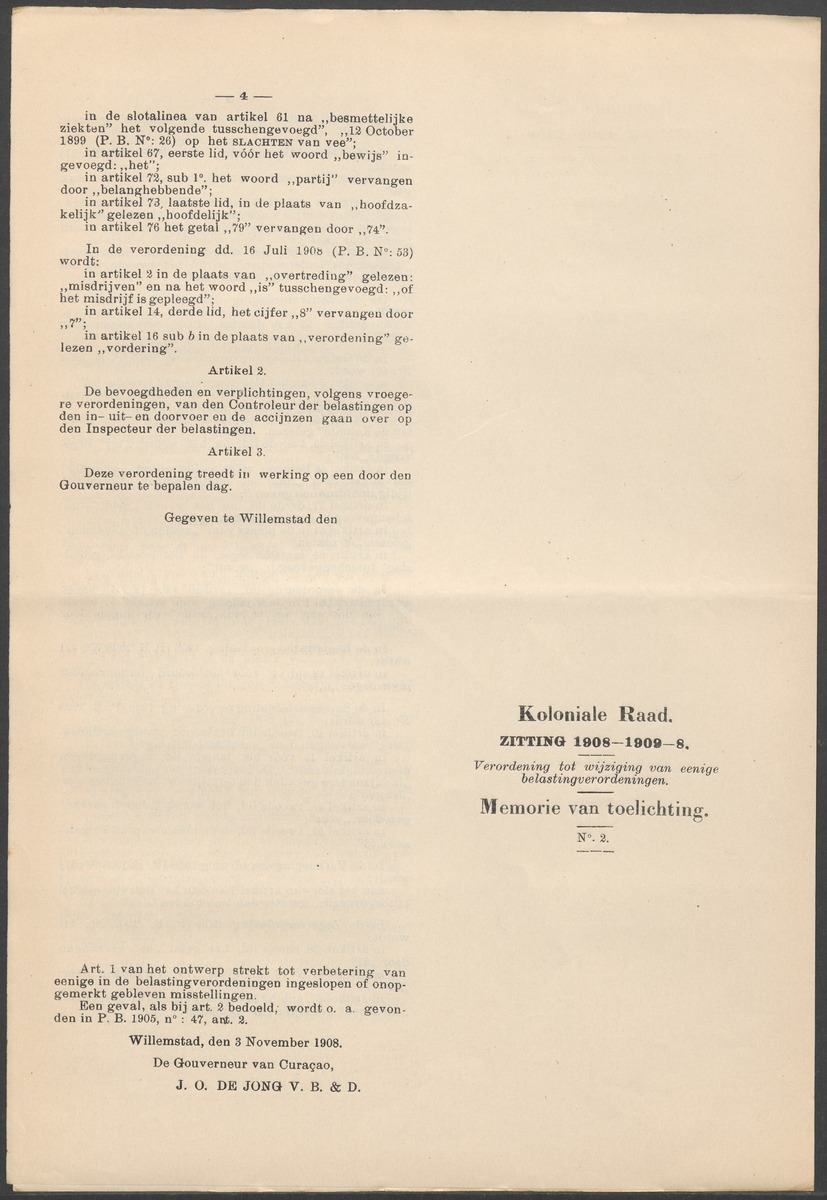 — 4 —
in de slotalinea van artikel 61 na „besmettelijke
ziekten” het volgende tusschengevoegd”, „12 October
1899 (P. B. N°: 26) op het SLACHTEN van vee”;
in artikel 67, eerste lid, vóór het woord „bewijs” in-
gevoegd: „het”;
in artikel 72, sub 1°. het woord „partij” vervangen
door „belanghebbende”;
in artikel 73, laatste lid, in de plaats van „hoofdza-
kelijk” gelezen „hoofdelijk”;
in artikel 76 het getal „79” vervangen door „74”.
In de verordening dd. 16 Juli 1908 (P. B. N°: 53)
wordt:
in artikel 2 in de plaats van „overtreding” gelezen:
„misdrijven” en na het woord „is” tusschengevoegd: „of
het misdrijf is gepleegd”;
in artikel 14, derde lid, het cijfer „8” vervangen door
„7”;
in artikel 16 sub b in de plaats van „verordening” ge-
lezen „vordering”.
Artikel 2.
De bevoegdheden en verplichtingen, volgens vroege-
re verordeningen, van den Controleur der belastingen op
den in- uit- en doorvoer en de accijnzen gaan over op
den Inspecteur der belastingen.
Artikel 3.
Deze verordening treedt in werking op een door den
Gouverneur te bepalen dag.
Gegeven te Willemstad den
Koloniale Raad.
ZITTING 1908—1909—8.
Verordening tot wijziging van eenige
belastingverordeningen.
Memorie van toelichting.
N°. 2.
Art. 1 van het ontwerp strekt tot verbetering van
eenige in de belastingverordeningen ingeslopen of onop-
gemerkt gebleven misstellingen.
Een geval, als bij art. 2 bedoeld, wordt o. a. gevon-
den in P. B. 1905, n° : 47, art. 2.
Willemstad, den 3 November 1908.
De Gouverneur van Curaçao,
J. O. DE JONG V. B. & D.